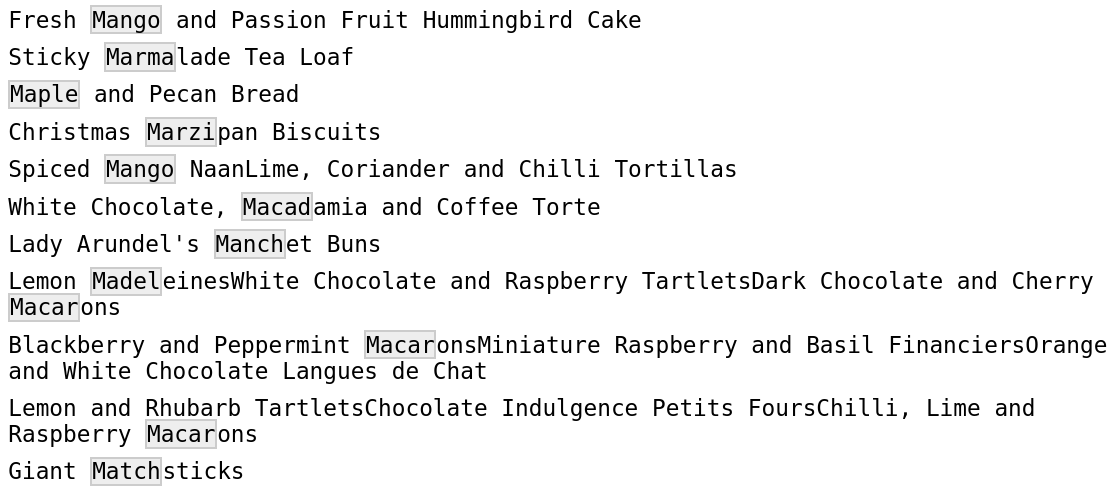 Fresh Mango and Passion Fruit Hummingbird Cake
Sticky Marmalade Tea Loaf
Maple and Pecan Bread
Christmas Marzipan Biscuits
Spiced Mango NaanLime, Coriander and Chilli Tortillas
White Chocolate, Macadamia and Coffee Torte
Lady Arundel's Manchet Buns
Lemon MadeleinesWhite Chocolate and Raspberry TartletsDark Chocolate and Cherry
Macarons
Blackberry and Peppermint MacaronsMiniature Raspberry and Basil FinanciersOrange
and White Chocolate Langues de Chat
Lemon and Rhubarb TartletsChocolate Indulgence Petits FoursChilli, Lime and
Raspberry Macarons
Giant Matchsticks